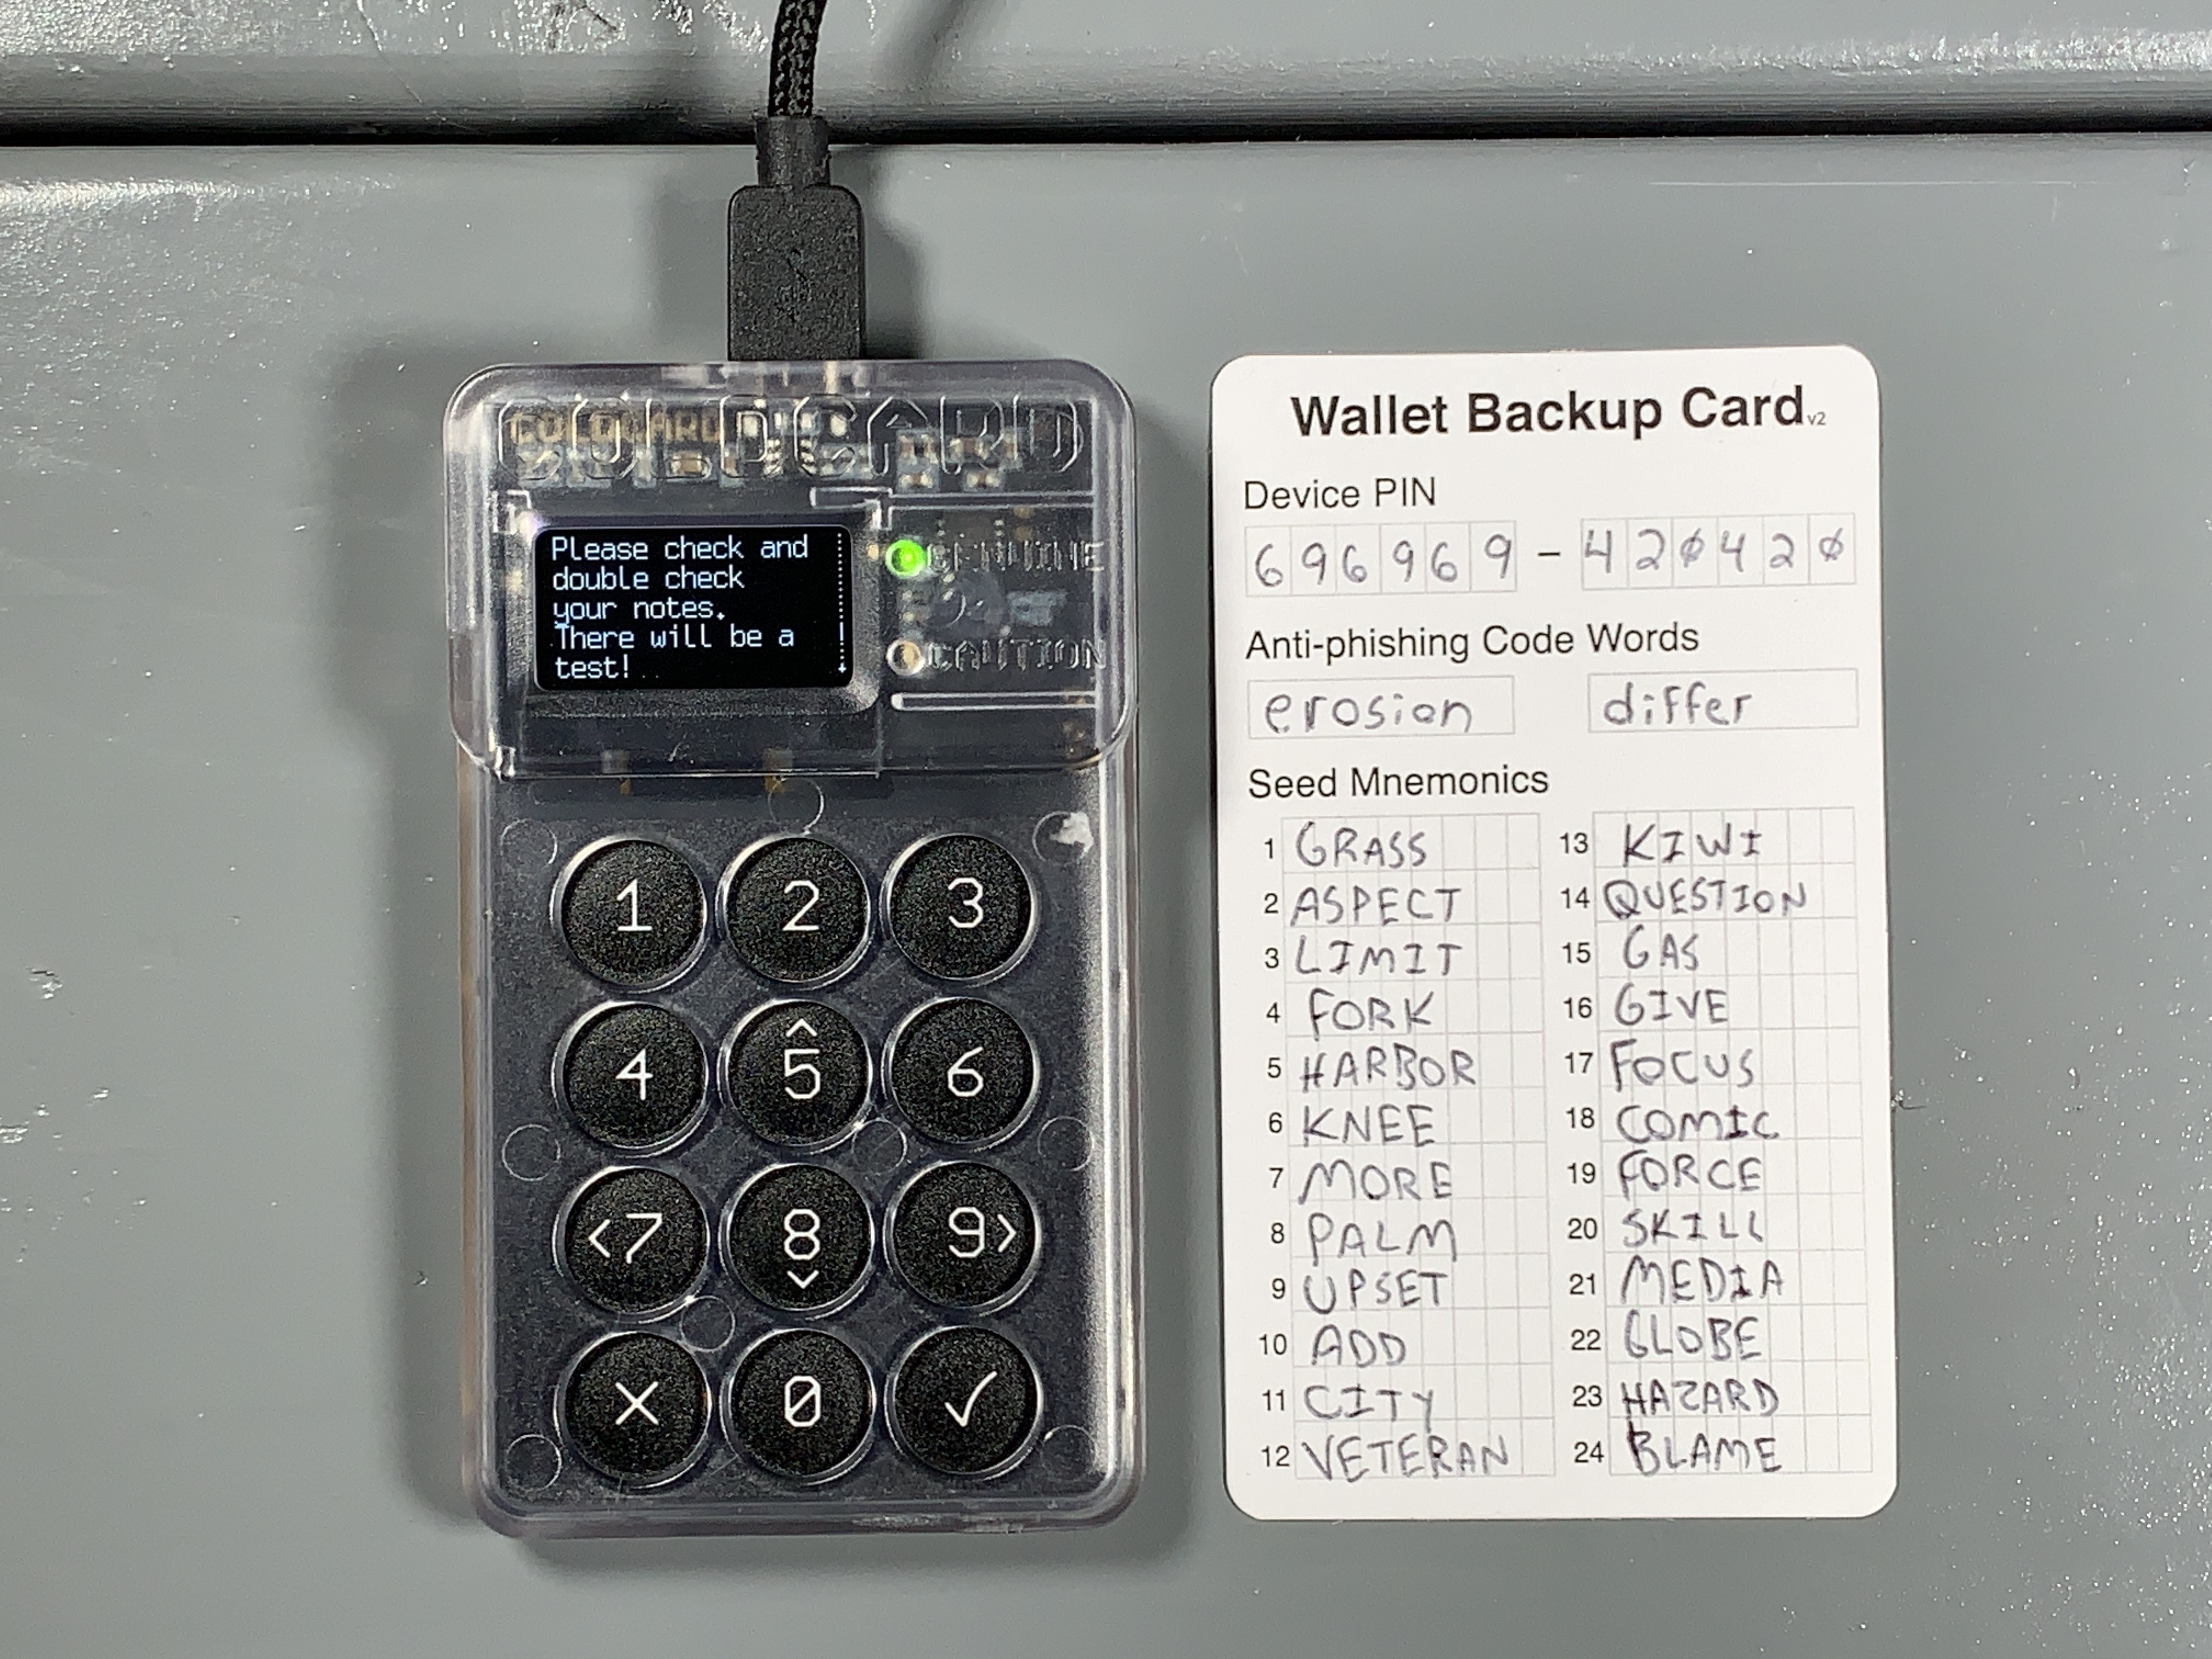 COLDCARD
Please check and
double check
your notes.
There will be a
test!
GENUINE
CAUTION
1 2 3
4 5 6
<7 8 9>
X 0 ✓
Wallet Backup Card v2
Device PIN
696969 - 420420
Anti-phishing Code Words
erosion differ
Seed Mnemonics
1 GRASS
2 ASPECT
3 LIMIT
4 FORK
5 HARBOR
6 KNEE
7 MORE
8 PALM
9 UPSET
10 ADD
11 CITY
12 VETERAN
13 KIWI
14 QUESTION
15 GAS
16 GIVE
17 FOCUS
18 COMIC
19 FORCE
20 SKILL
21 MEDIA
22 GLOBE
23 HAZARD
24 BLAME